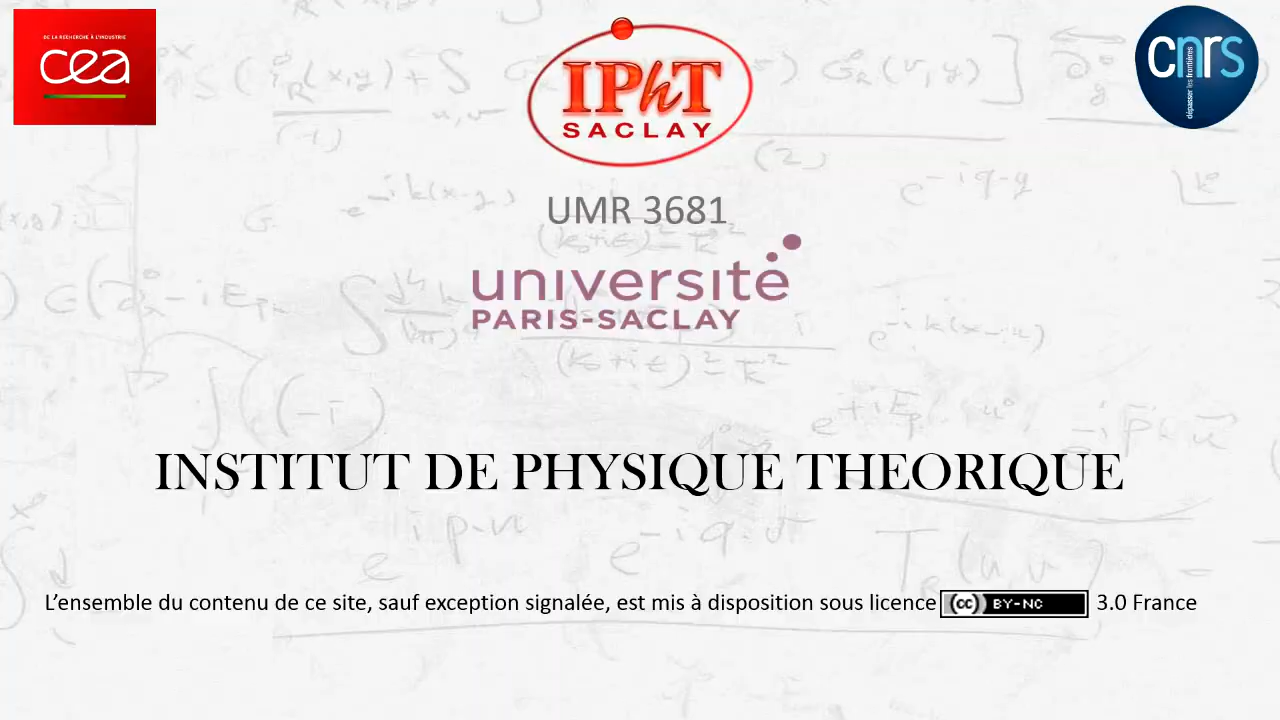 DE LA RECHERCHE À L'INDUSTRIE
cea
IPhT
SACLAY
cnrs
dépasser les frontières
UMR 3681
université
PARIS-SACLAY
INSTITUT DE PHYSIQUE THEORIQUE
L'ensemble du contenu de ce site, sauf exception signalée, est mis à disposition sous licence (cc) BY-NC 3.0 France